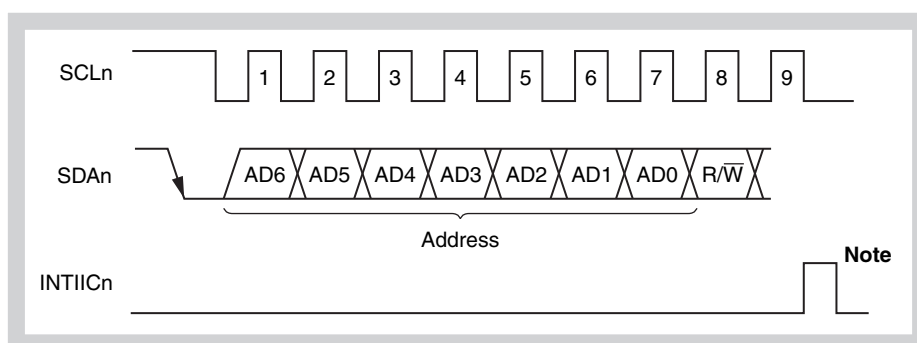 SCLn 1 2 3 4 5 6 7 8 9
SDAn AD6 AD5 AD4 AD3 AD2 AD1 AD0 R/W̅
Address
Note
INTIICn